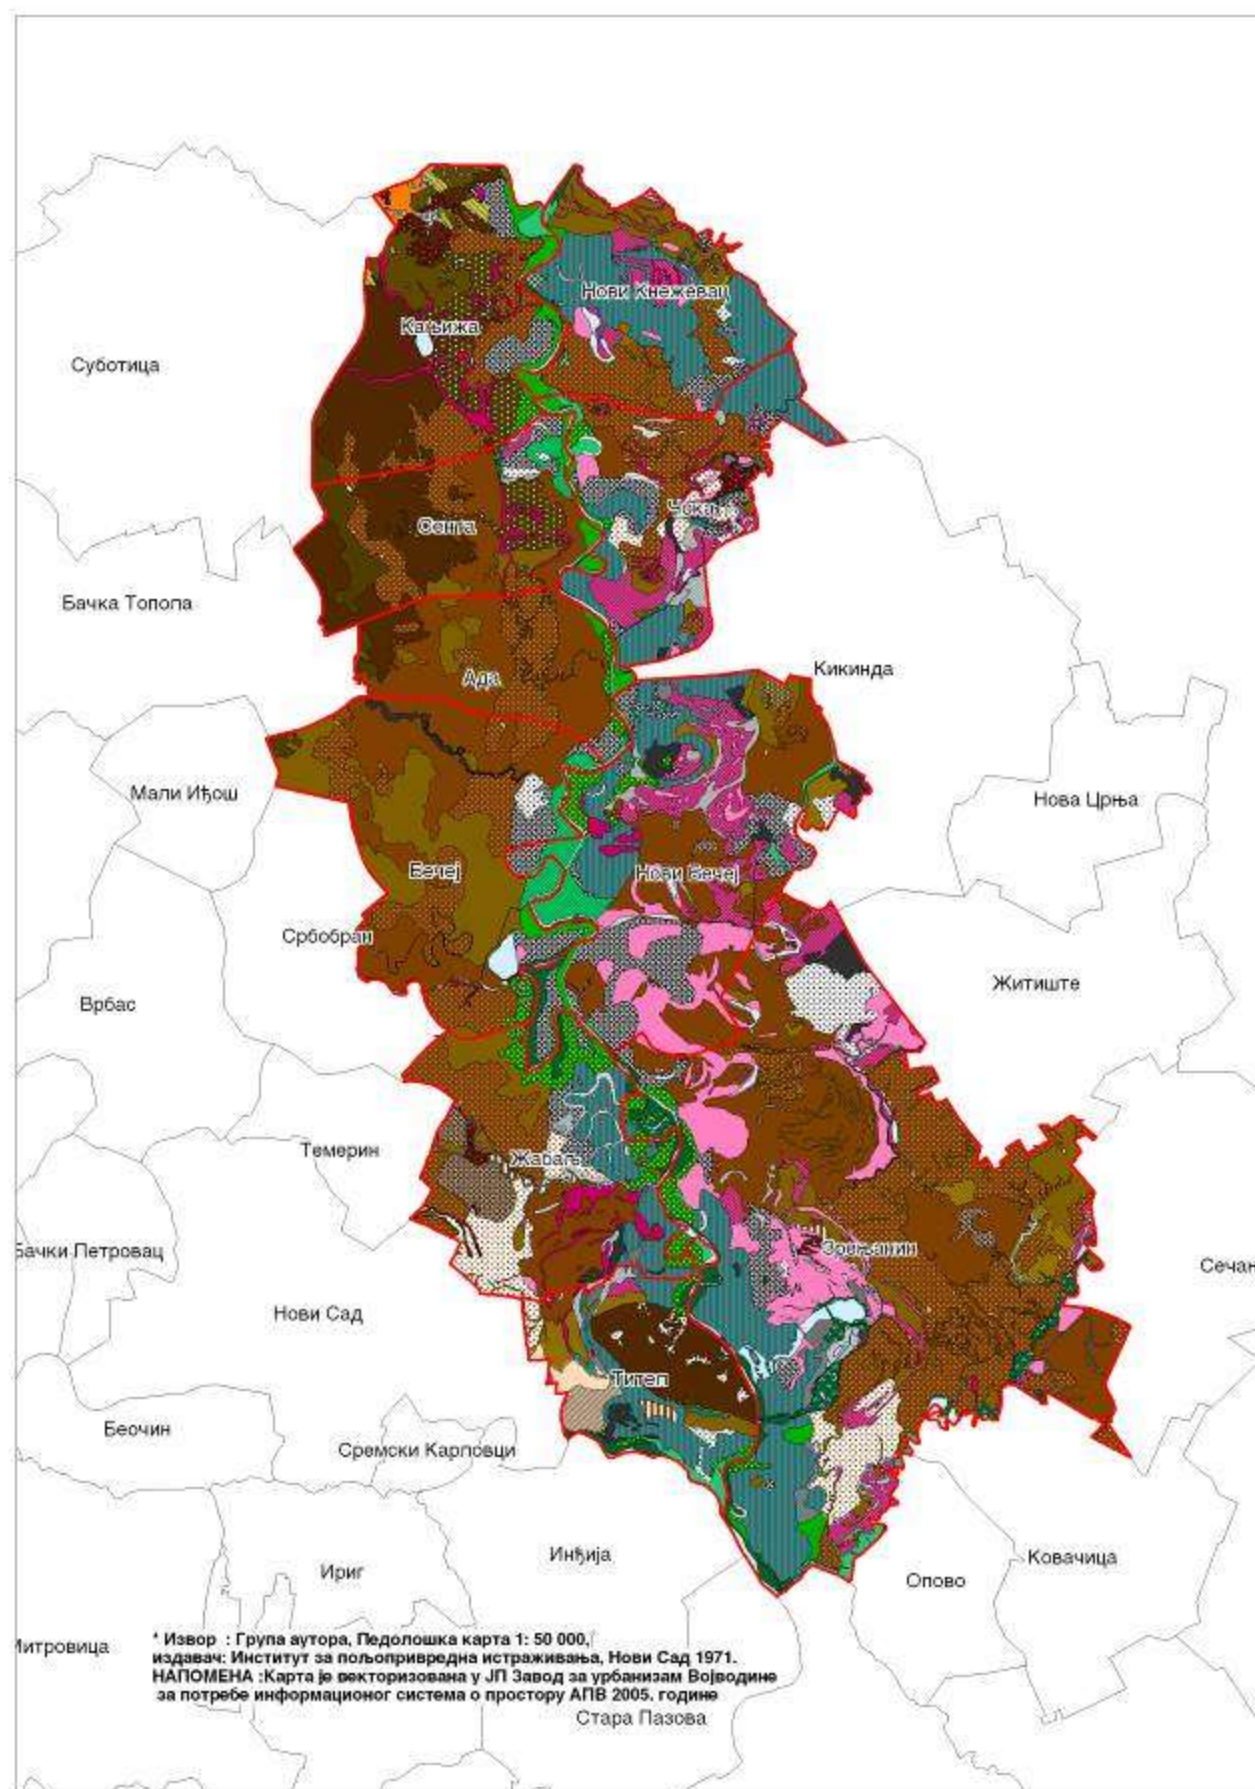 Нови Кнежевац
Кањижа
Суботица
Чока
Сента
Бачка Топола
Кикинда
Ада
Мали Иђош
Нова Црња
Бечеј
Нови Бечеј
Србобран
Житиште
Врбас
Темерин
Жабаљ
Бачки Петровац
Зрењанин
Сечањ
Нови Сад
Тител
Беочин
Сремски Карловци
Инђија
Ковачица
Ириг
Опово
Митровица
* Извор : Група аутора, Педолошка карта 1: 50 000,
издавач: Институт за пољопривредна истраживања, Нови Сад 1971.
НАПОМЕНА :Карта је векторизована у ЈП Завод за урбанизам Војводине
за потребе информационог система о простору АПВ 2005. године
Стара Пазова